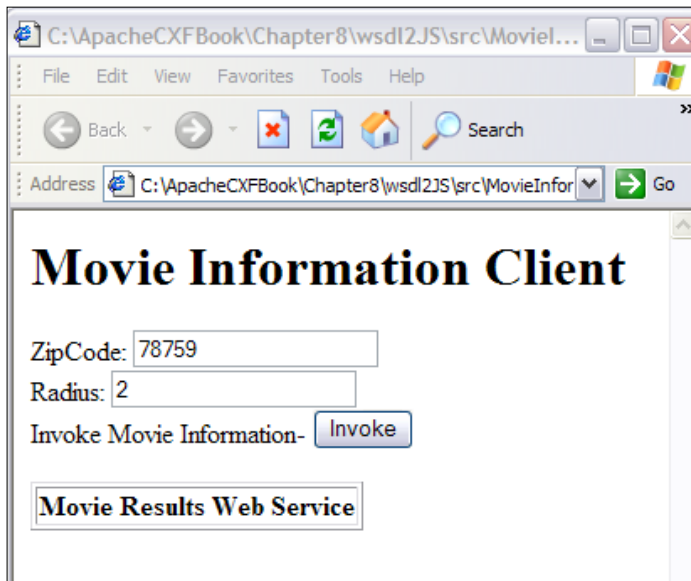 C:\ApacheCXFBook\Chapter8\wsdl2JS\src\MovieI...
File Edit View Favorites Tools Help
Back Search
Address C:\ApacheCXFBook\Chapter8\wsdl2JS\src\MovieInfor Go
Movie Information Client
ZipCode: 78759
Radius: 2
Invoke Movie Information- Invoke
Movie Results Web Service